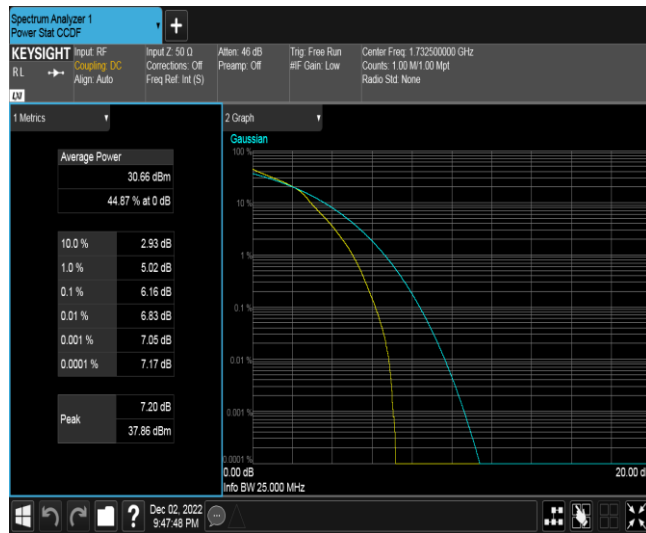 Spectrum Analyzer 1
Power Stat CCDF
+
KEYSIGHT
RL
LXI
Input: RF
Coupling: DC
Align: Auto
Input Z: 50 Ω
Corrections: Off
Freq Ref: Int (S)
Atten: 46 dB
Preamp: Off
Trig: Free Run
#IF Gain: Low
Center Freq: 1.732500000 GHz
Counts: 1.00 M/1.00 Mpt
Radio Std: None
1 Metrics
Average Power
30.66 dBm
44.87 % at 0 dB
10.0 % 2.93 dB
1.0 % 5.02 dB
0.1 % 6.16 dB
0.01 % 6.83 dB
0.001 % 7.05 dB
0.0001 % 7.17 dB
Peak
7.20 dB
37.86 dBm
2 Graph
Gaussian
100 %
10 %
1 %
0.1 %
0.01 %
0.001 %
0.0001 %
0.00 dB
20.00 d
Info BW 25.000 MHz
?
Dec 02, 2022
9:47:48 PM